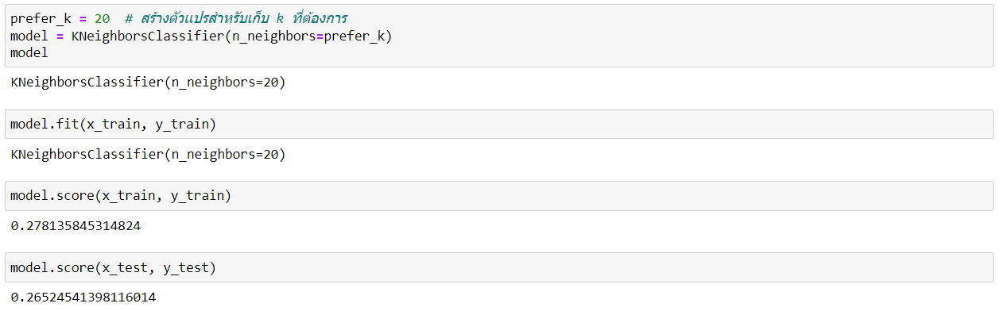 prefer_k = 20  # สร้างตัวแปรสำหรับเก็บ k ที่ต้องการ
model = KNeighborsClassifier(n_neighbors=prefer_k)
model
KNeighborsClassifier(n_neighbors=20)
model.fit(x_train, y_train)
KNeighborsClassifier(n_neighbors=20)
model.score(x_train, y_train)
0.278135845314824
model.score(x_test, y_test)
0.26524541398116014